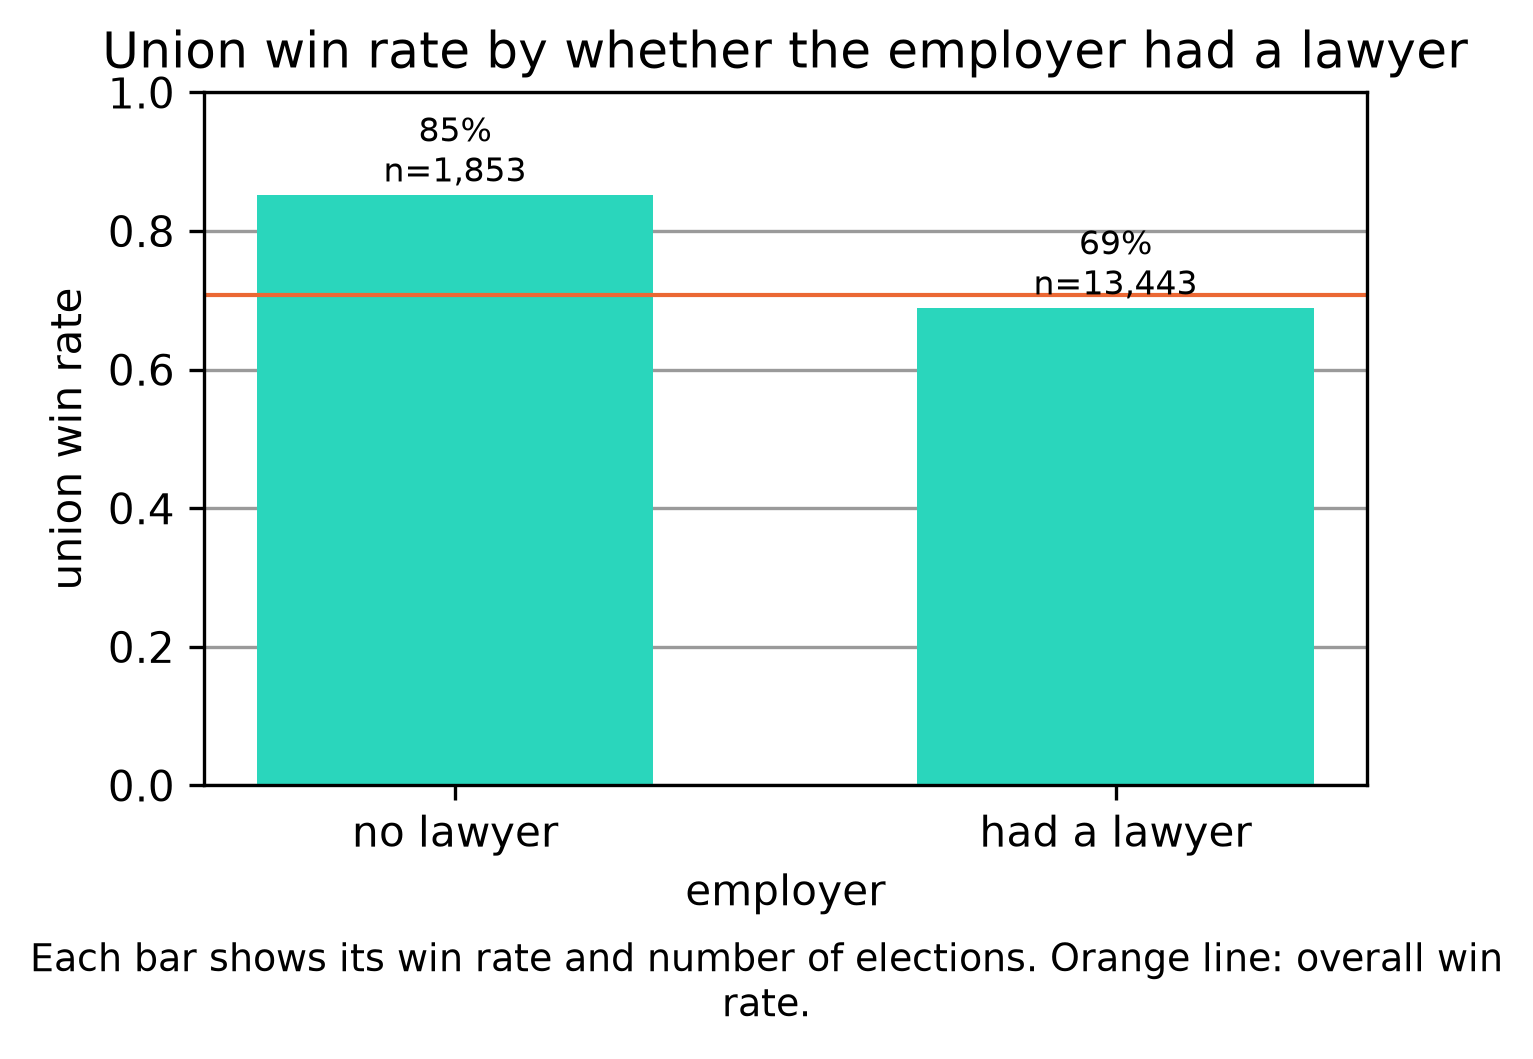 Union win rate by whether the employer had a lawyer
1.0
0.8
0.6
0.4
0.2
0.0
union win rate
85%
n=1,853
69%
n=13,443
no lawyer
had a lawyer
employer
Each bar shows its win rate and number of elections. Orange line: overall win
rate.